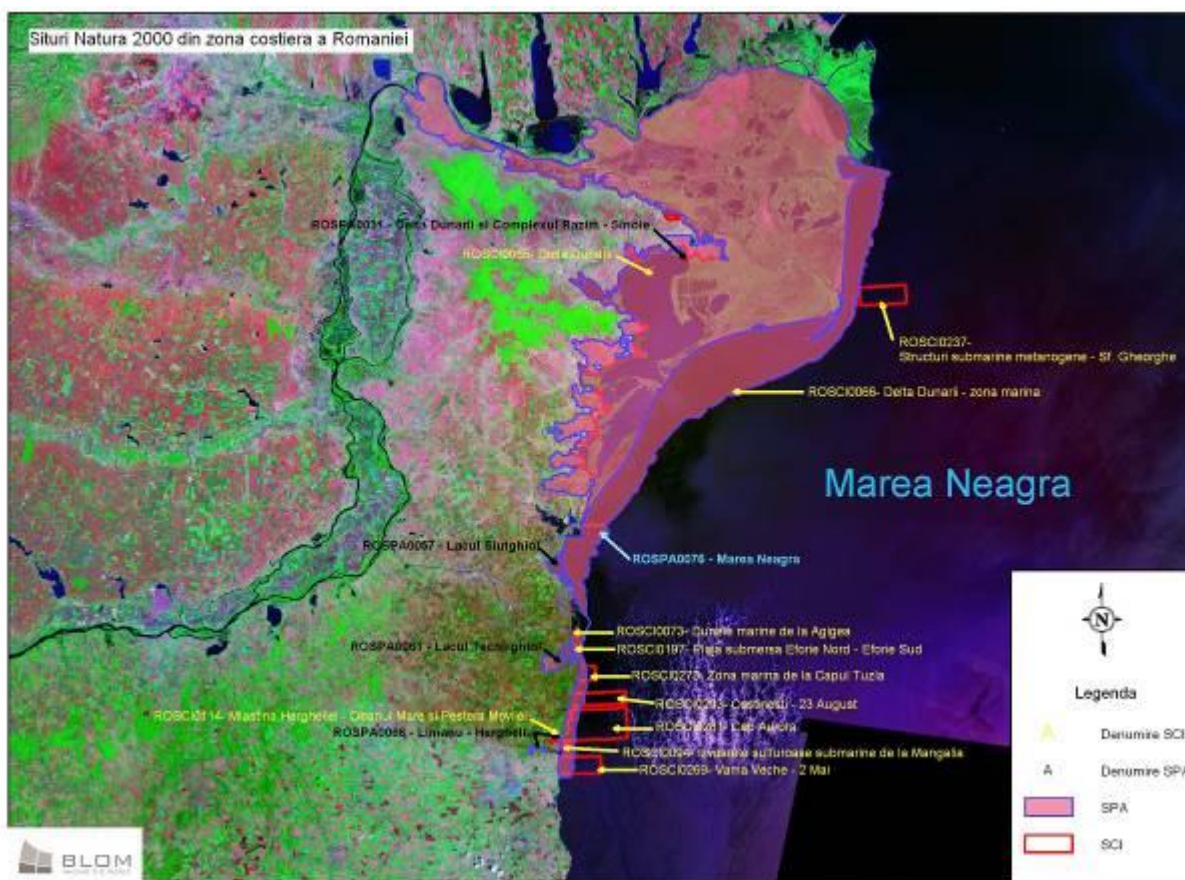 Situri Natura 2000 din zona costiera a Romaniei
ROSPA0031 - Delta Dunarii si Complexul Razim - Sinoie
ROSCI0065- Delta Dunarii
ROSCI0237-
Structuri submarine metanogene - Sf. Gheorghe
ROSCI0066- Delta Dunarii - zona marina
Marea Neagra
ROSPA0057 - Lacul Siutghiol
ROSPA0076 - Marea Neagra
ROSCI0073- Dunele marine de la Agigea
ROSCI0197- Plaja submersa Eforie Nord - Eforie Sud
ROSPA0061 - Lacul Techirghiol
ROSCI0273- Zona marina de la Capul Tuzla
ROSCI0293- Costinesti - 23 August
ROSCI0114- Mlastina Hergheliei - Obanul Mare si Pestera Movilei
Cap Aurora
ROSPA0066 - Limanu - Herghelia
ROSCI0094- Izvoarele sulfuroase submarine de la Mangalia
ROSCI0269- Vama Veche - 2 Mai
N
Legenda
A Denumire SCI
A Denumire SPA
SPA
SCI
BLOM